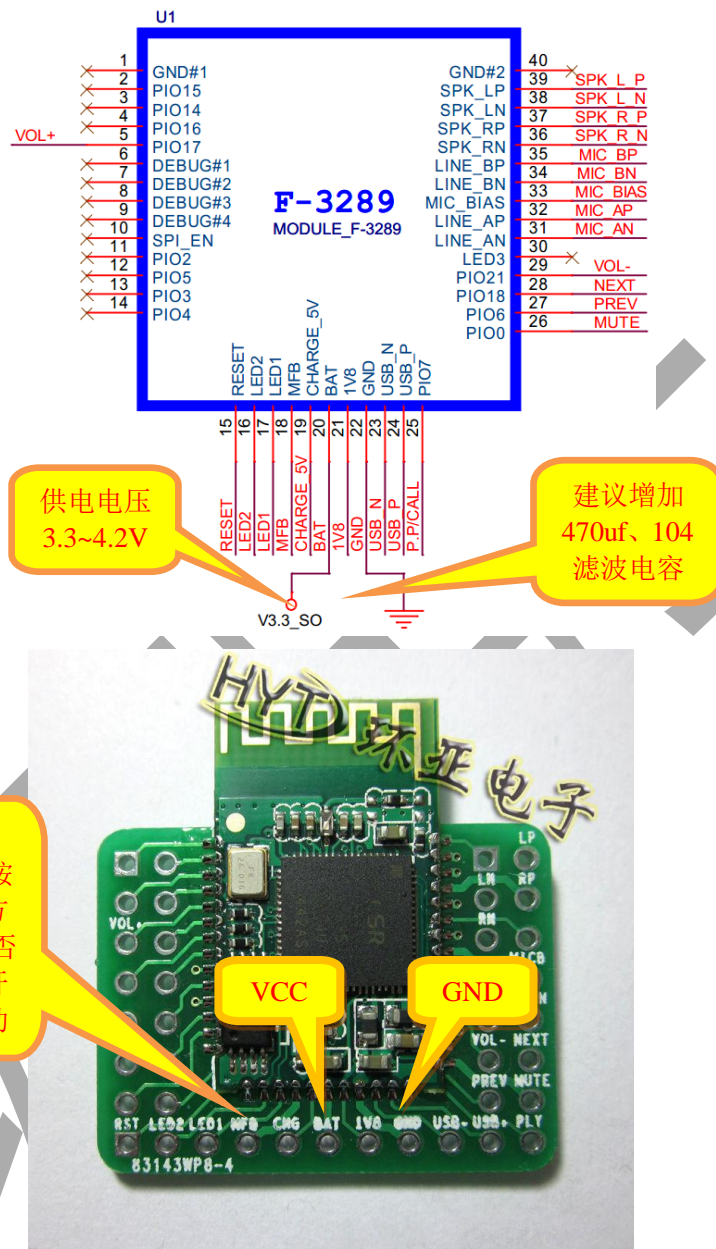 U1
1 GND#1
2 PIO15
3 PIO14
4 PIO16
VOL+ 5 PIO17
6 DEBUG#1
7 DEBUG#2
8 DEBUG#3
9 DEBUG#4
10 SPI_EN
11 PIO2
12 PIO5
13 PIO3
14 PIO4
F-3289
MODULE_F-3289
GND#2 40
SPK_LP 39 SPK_L_P
SPK_LN 38 SPK_L_N
SPK_RP 37 SPK_R_P
SPK_RN 36 SPK_R_N
LINE_BP 35 MIC_BP
LINE_BN 34 MIC_BN
MIC_BIAS 33 MIC_BIAS
LINE_AP 32 MIC_AP
LINE_AN 31 MIC_AN
LED3 30
PIO21 29 VOL-
PIO18 28 NEXT
PIO6 27 PREV
PIO0 26 MUTE
RESET 15 RESET
LED2 16 LED2
LED1 17 LED1
MFB 18 MFB
CHARGE_5V 19 CHARGE_5V
BAT 20 BAT
1V8 21 1V8
GND 22 GND
USB_N 23 USB_N
USB_P 24 USB_P
PIO7 25 P.P/CALL
供电电压
3.3~4.2V
建议增加
470uf、104
滤波电容
V3.3_SO
HYT 环亚电子
LP
LN RP
RN
VOL+
MICB
VCC
GND
VOL- NEXT
PREV MUTE
RST LED2 LED1 MFB CHG BAT 1V8 GND USB- USB+ PLY
83143WP8-4